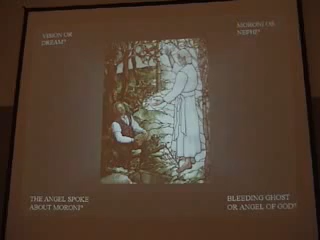 VISION OR
DREAM?
MORONI OR
NEPHI?
THE ANGEL SPOKE
ABOUT MORONI?
BLEEDING GHOST
OR ANGEL OF GOD?